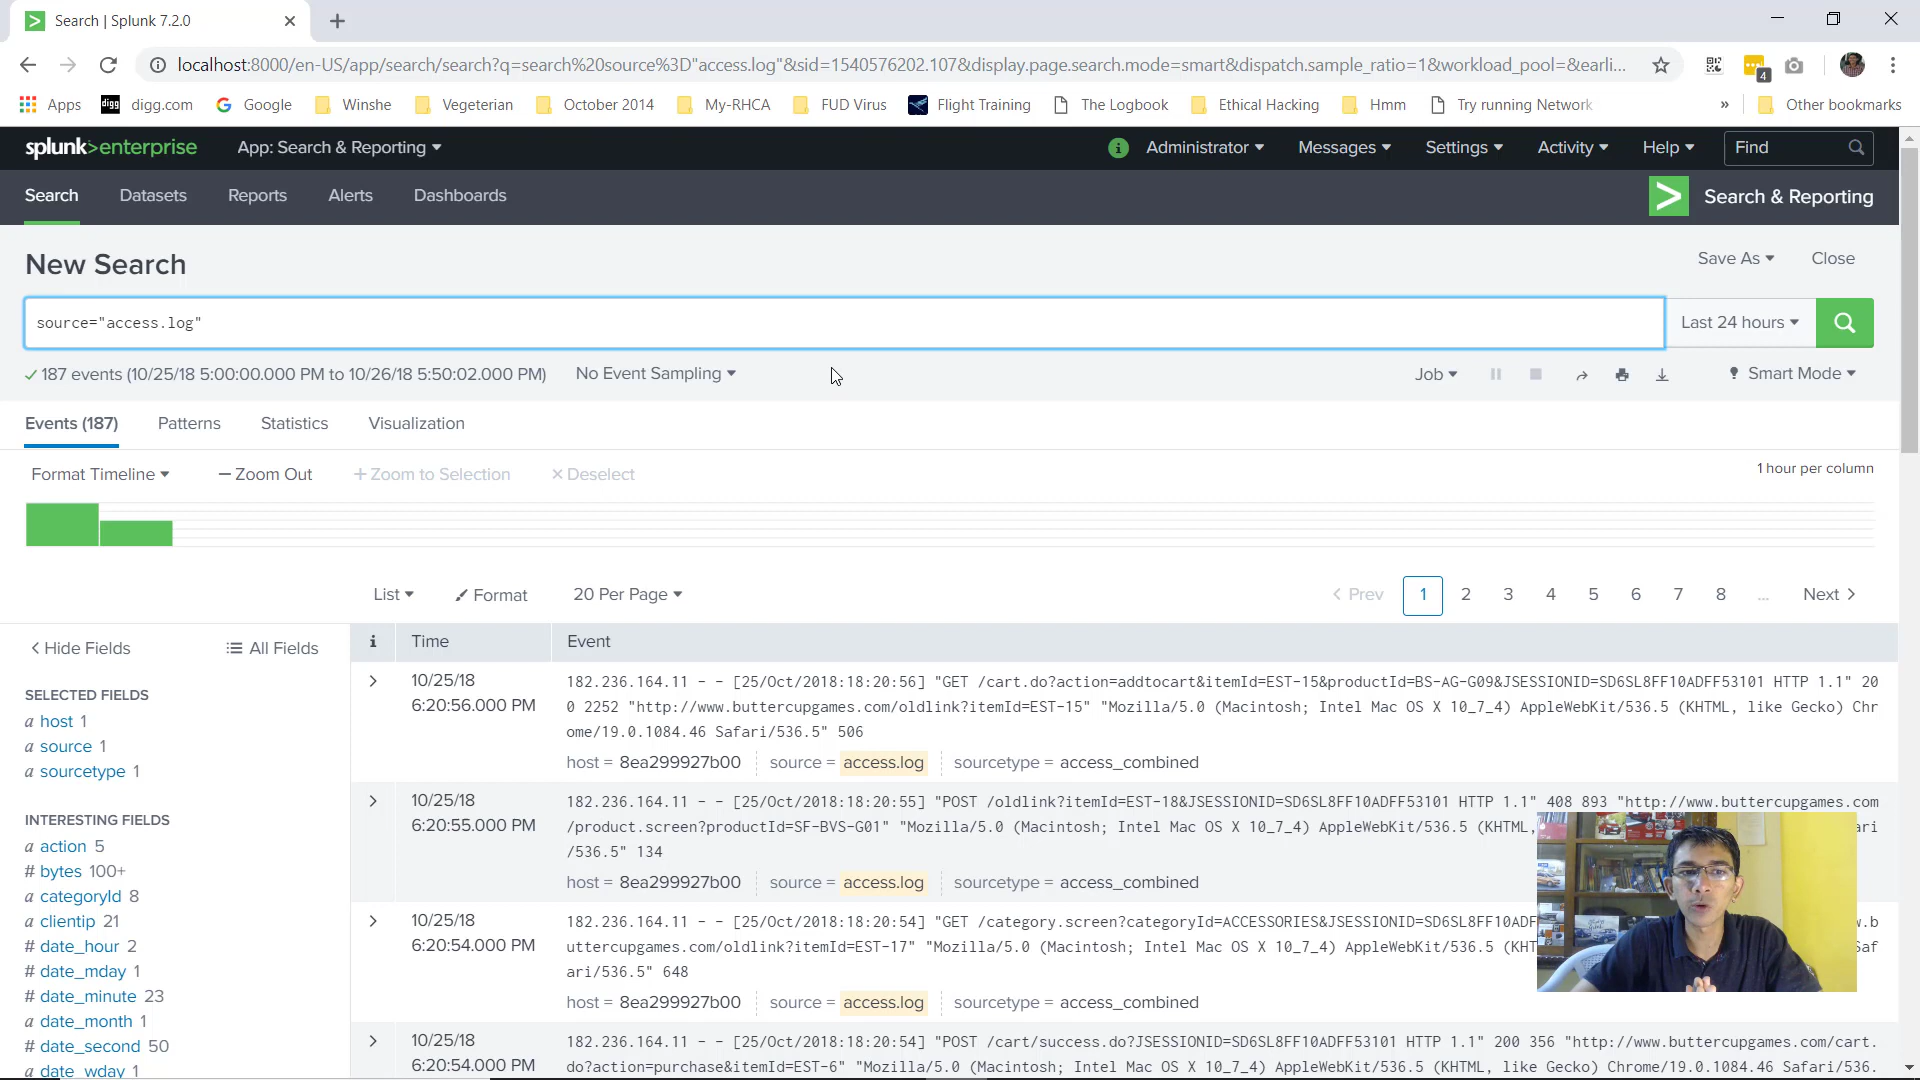 Search | Splunk 7.2.0
localhost:8000/en-US/app/search/search?q=search%20source%3D"access.log"&sid=1540576202.107&display.page.search.mode=smart&dispatch.sample_ratio=1&workload_pool=&earli...
4
Apps digg digg.com Google Winshe Vegeterian October 2014 My-RHCA FUD Virus Flight Training The Logbook Ethical Hacking Hmm Try running Network » Other bookmarks
splunk>enterprise App: Search & Reporting i Administrator Messages Settings Activity Help Find
Search Datasets Reports Alerts Dashboards > Search & Reporting
New Search Save As Close
source="access.log" Last 24 hours
✓ 187 events (10/25/18 5:00:00.000 PM to 10/26/18 5:50:02.000 PM) No Event Sampling Job Smart Mode
Events (187) Patterns Statistics Visualization
Format Timeline — Zoom Out + Zoom to Selection × Deselect 1 hour per column
List Format 20 Per Page < Prev 1 2 3 4 5 6 7 8 ... Next >
< Hide Fields All Fields
i Time Event
SELECTED FIELDS
a host 1
a source 1
a sourcetype 1
INTERESTING FIELDS
a action 5
# bytes 100+
a categoryId 8
a clientip 21
# date_hour 2
# date_mday 1
# date_minute 23
a date_month 1
# date_second 50
a date_wday 1
> 10/25/18
6:20:56.000 PM
182.236.164.11 - - [25/Oct/2018:18:20:56] "GET /cart.do?action=addtocart&itemId=EST-15&productId=BS-AG-G09&JSESSIONID=SD6SL8FF10ADFF53101 HTTP 1.1" 20
0 2252 "http://www.buttercupgames.com/oldlink?itemId=EST-15" "Mozilla/5.0 (Macintosh; Intel Mac OS X 10_7_4) AppleWebKit/536.5 (KHTML, like Gecko) Chr
ome/19.0.1084.46 Safari/536.5" 506
host = 8ea299927b00 source = access.log sourcetype = access_combined
> 10/25/18
6:20:55.000 PM
182.236.164.11 - - [25/Oct/2018:18:20:55] "POST /oldlink?itemId=EST-18&JSESSIONID=SD6SL8FF10ADFF53101 HTTP 1.1" 408 893 "http://www.buttercupgames.com
/product.screen?productId=SF-BVS-G01" "Mozilla/5.0 (Macintosh; Intel Mac OS X 10_7_4) AppleWebKit/536.5 (KHTML, ari
/536.5" 134
host = 8ea299927b00 source = access.log sourcetype = access_combined
> 10/25/18
6:20:54.000 PM
182.236.164.11 - - [25/Oct/2018:18:20:54] "GET /category.screen?categoryId=ACCESSORIES&JSESSIONID=SD6SL8FF10ADF w.b
uttercupgames.com/oldlink?itemId=EST-17" "Mozilla/5.0 (Macintosh; Intel Mac OS X 10_7_4) AppleWebKit/536.5 (KHT Saf
ari/536.5" 648
host = 8ea299927b00 source = access.log sourcetype = access_combined
> 10/25/18
6:20:54.000 PM
182.236.164.11 - - [25/Oct/2018:18:20:54] "POST /cart/success.do?JSESSIONID=SD6SL8FF10ADFF53101 HTTP 1.1" 200 356 "http://www.buttercupgames.com/cart.
do?action=purchase&itemId=EST-6" "Mozilla/5.0 (Macintosh; Intel Mac OS X 10_7_4) AppleWebKit/536.5 (KHTML, like Gecko) Chrome/19.0.1084.46 Safari/536.